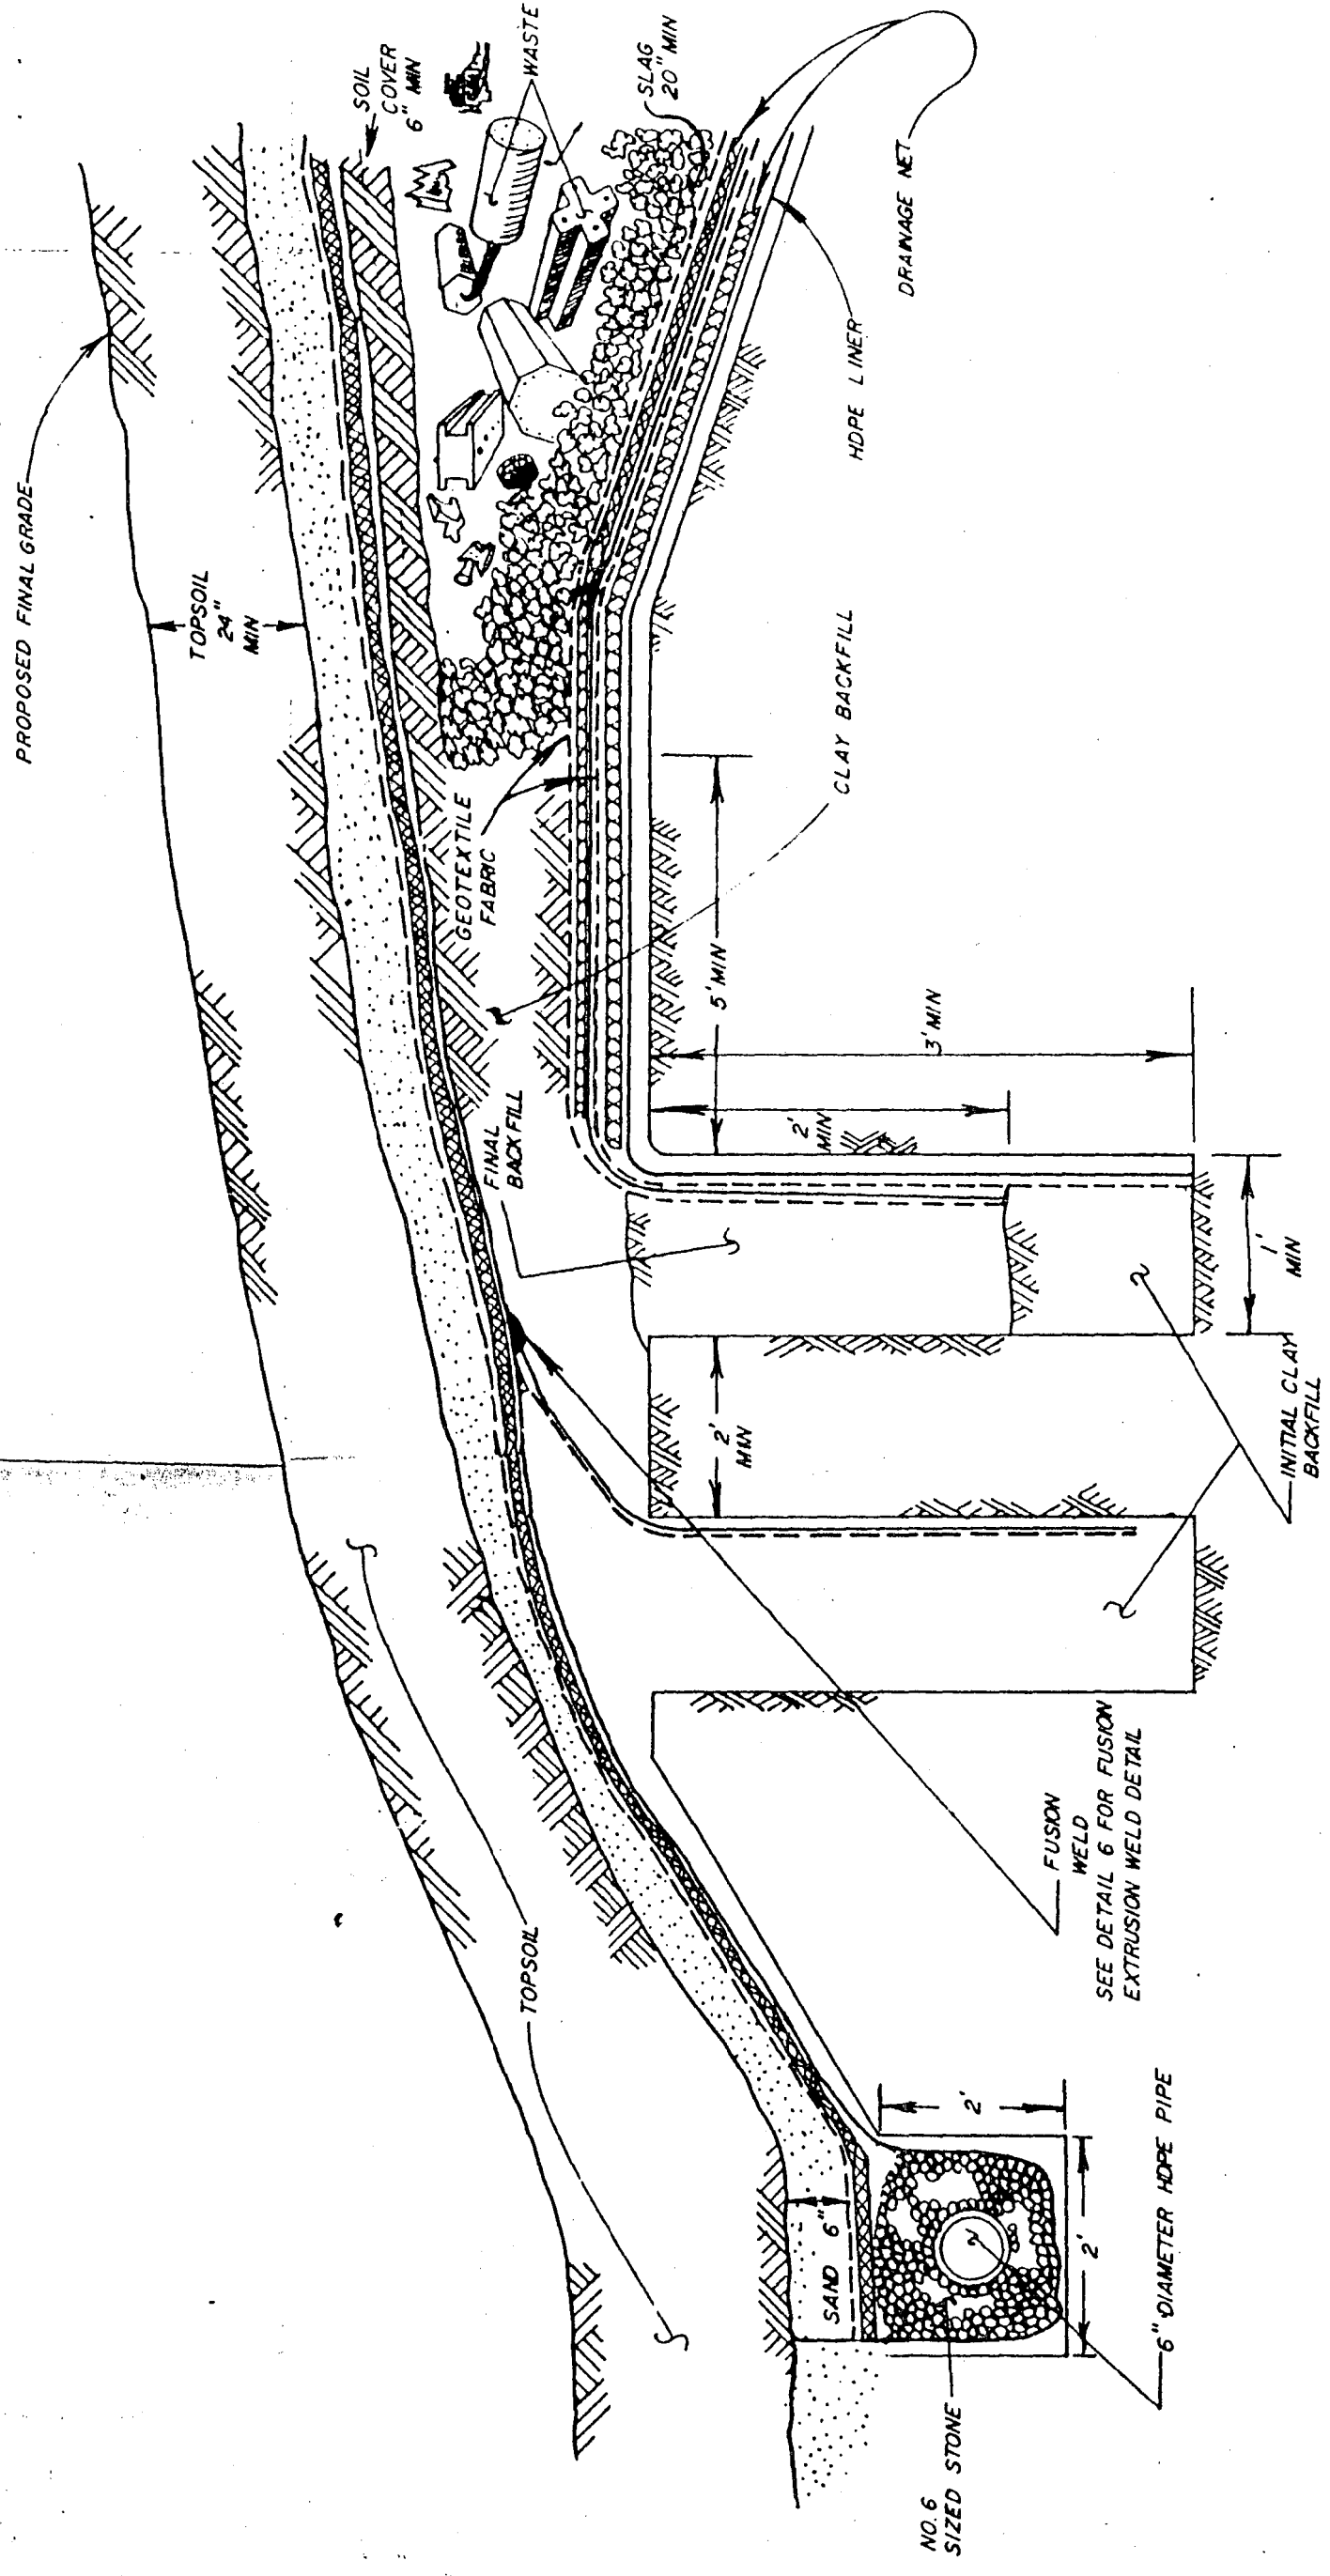 PROPOSED FINAL GRADE
TOPSOIL
24"
MIN
SOIL
COVER
6" MIN
WASTE
SLAG
20" MIN
DRAINAGE NET
HDPE LINER
GEOTEXTILE
FABRIC
CLAY BACKFILL
5' MIN
FINAL
BACKFILL
3' MIN
2'
MIN
1'
MIN
2'
MIN
INITIAL CLAY
BACKFILL
FUSION
WELD
SEE DETAIL 6 FOR FUSION
EXTRUSION WELD DETAIL
TOPSOIL
SAND 6"
2'
2'
6" DIAMETER HDPE PIPE
NO. 6
SIZED STONE